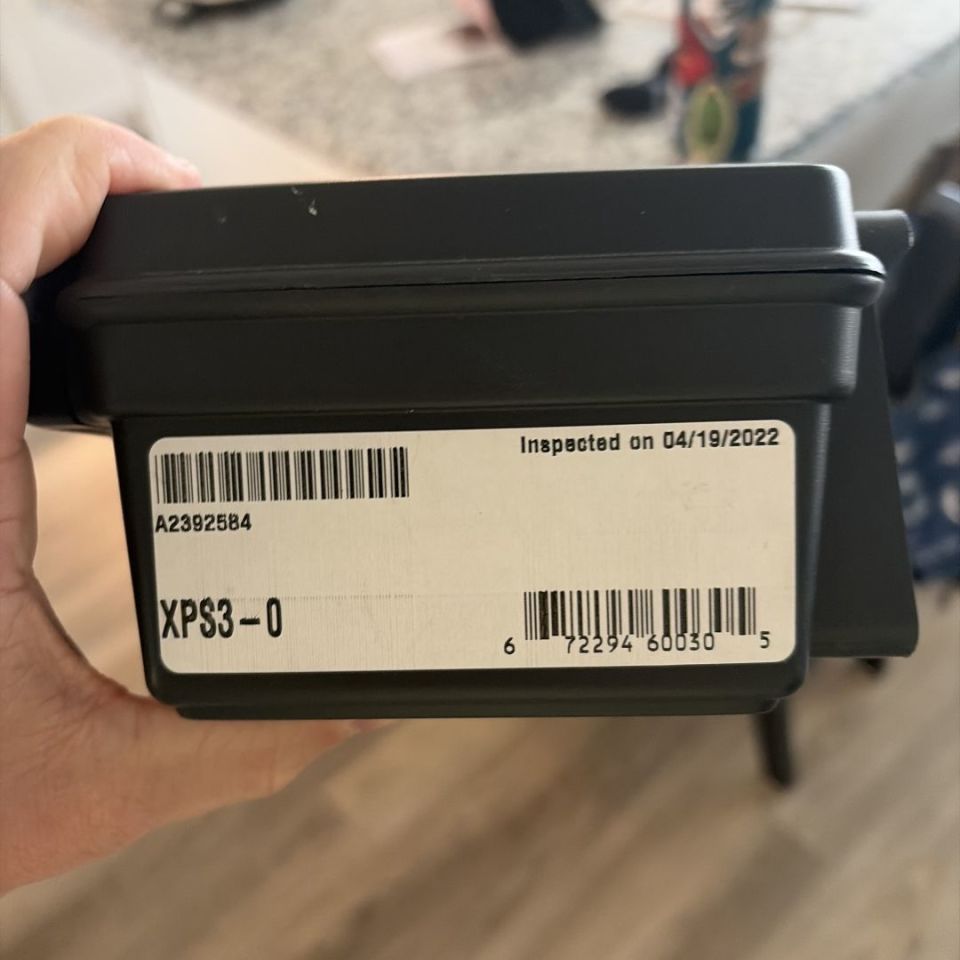 Inspected on 04/19/2022
A2392584
XPS3-0
6 72294 60030 5